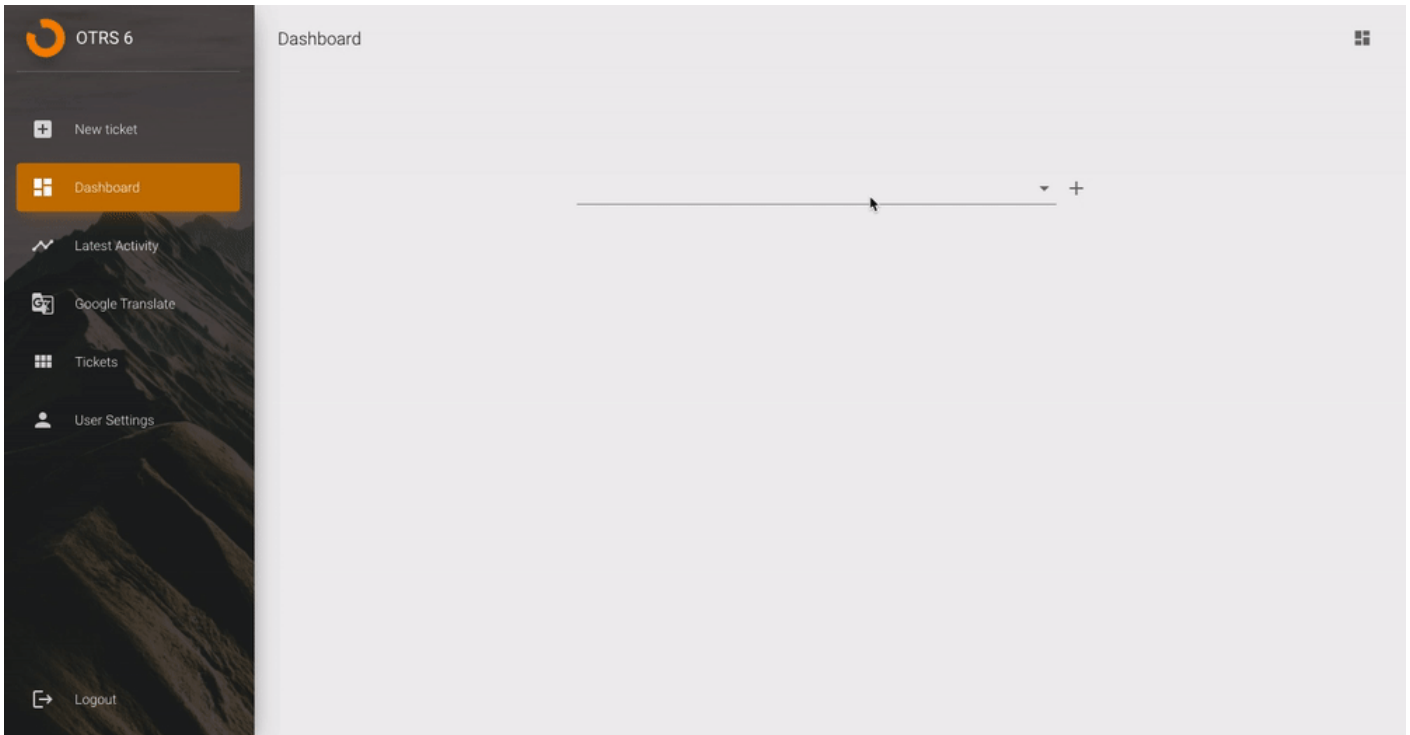 OTRS 6
Dashboard
New ticket
Dashboard
Latest Activity
Google Translate
Tickets
User Settings
Logout